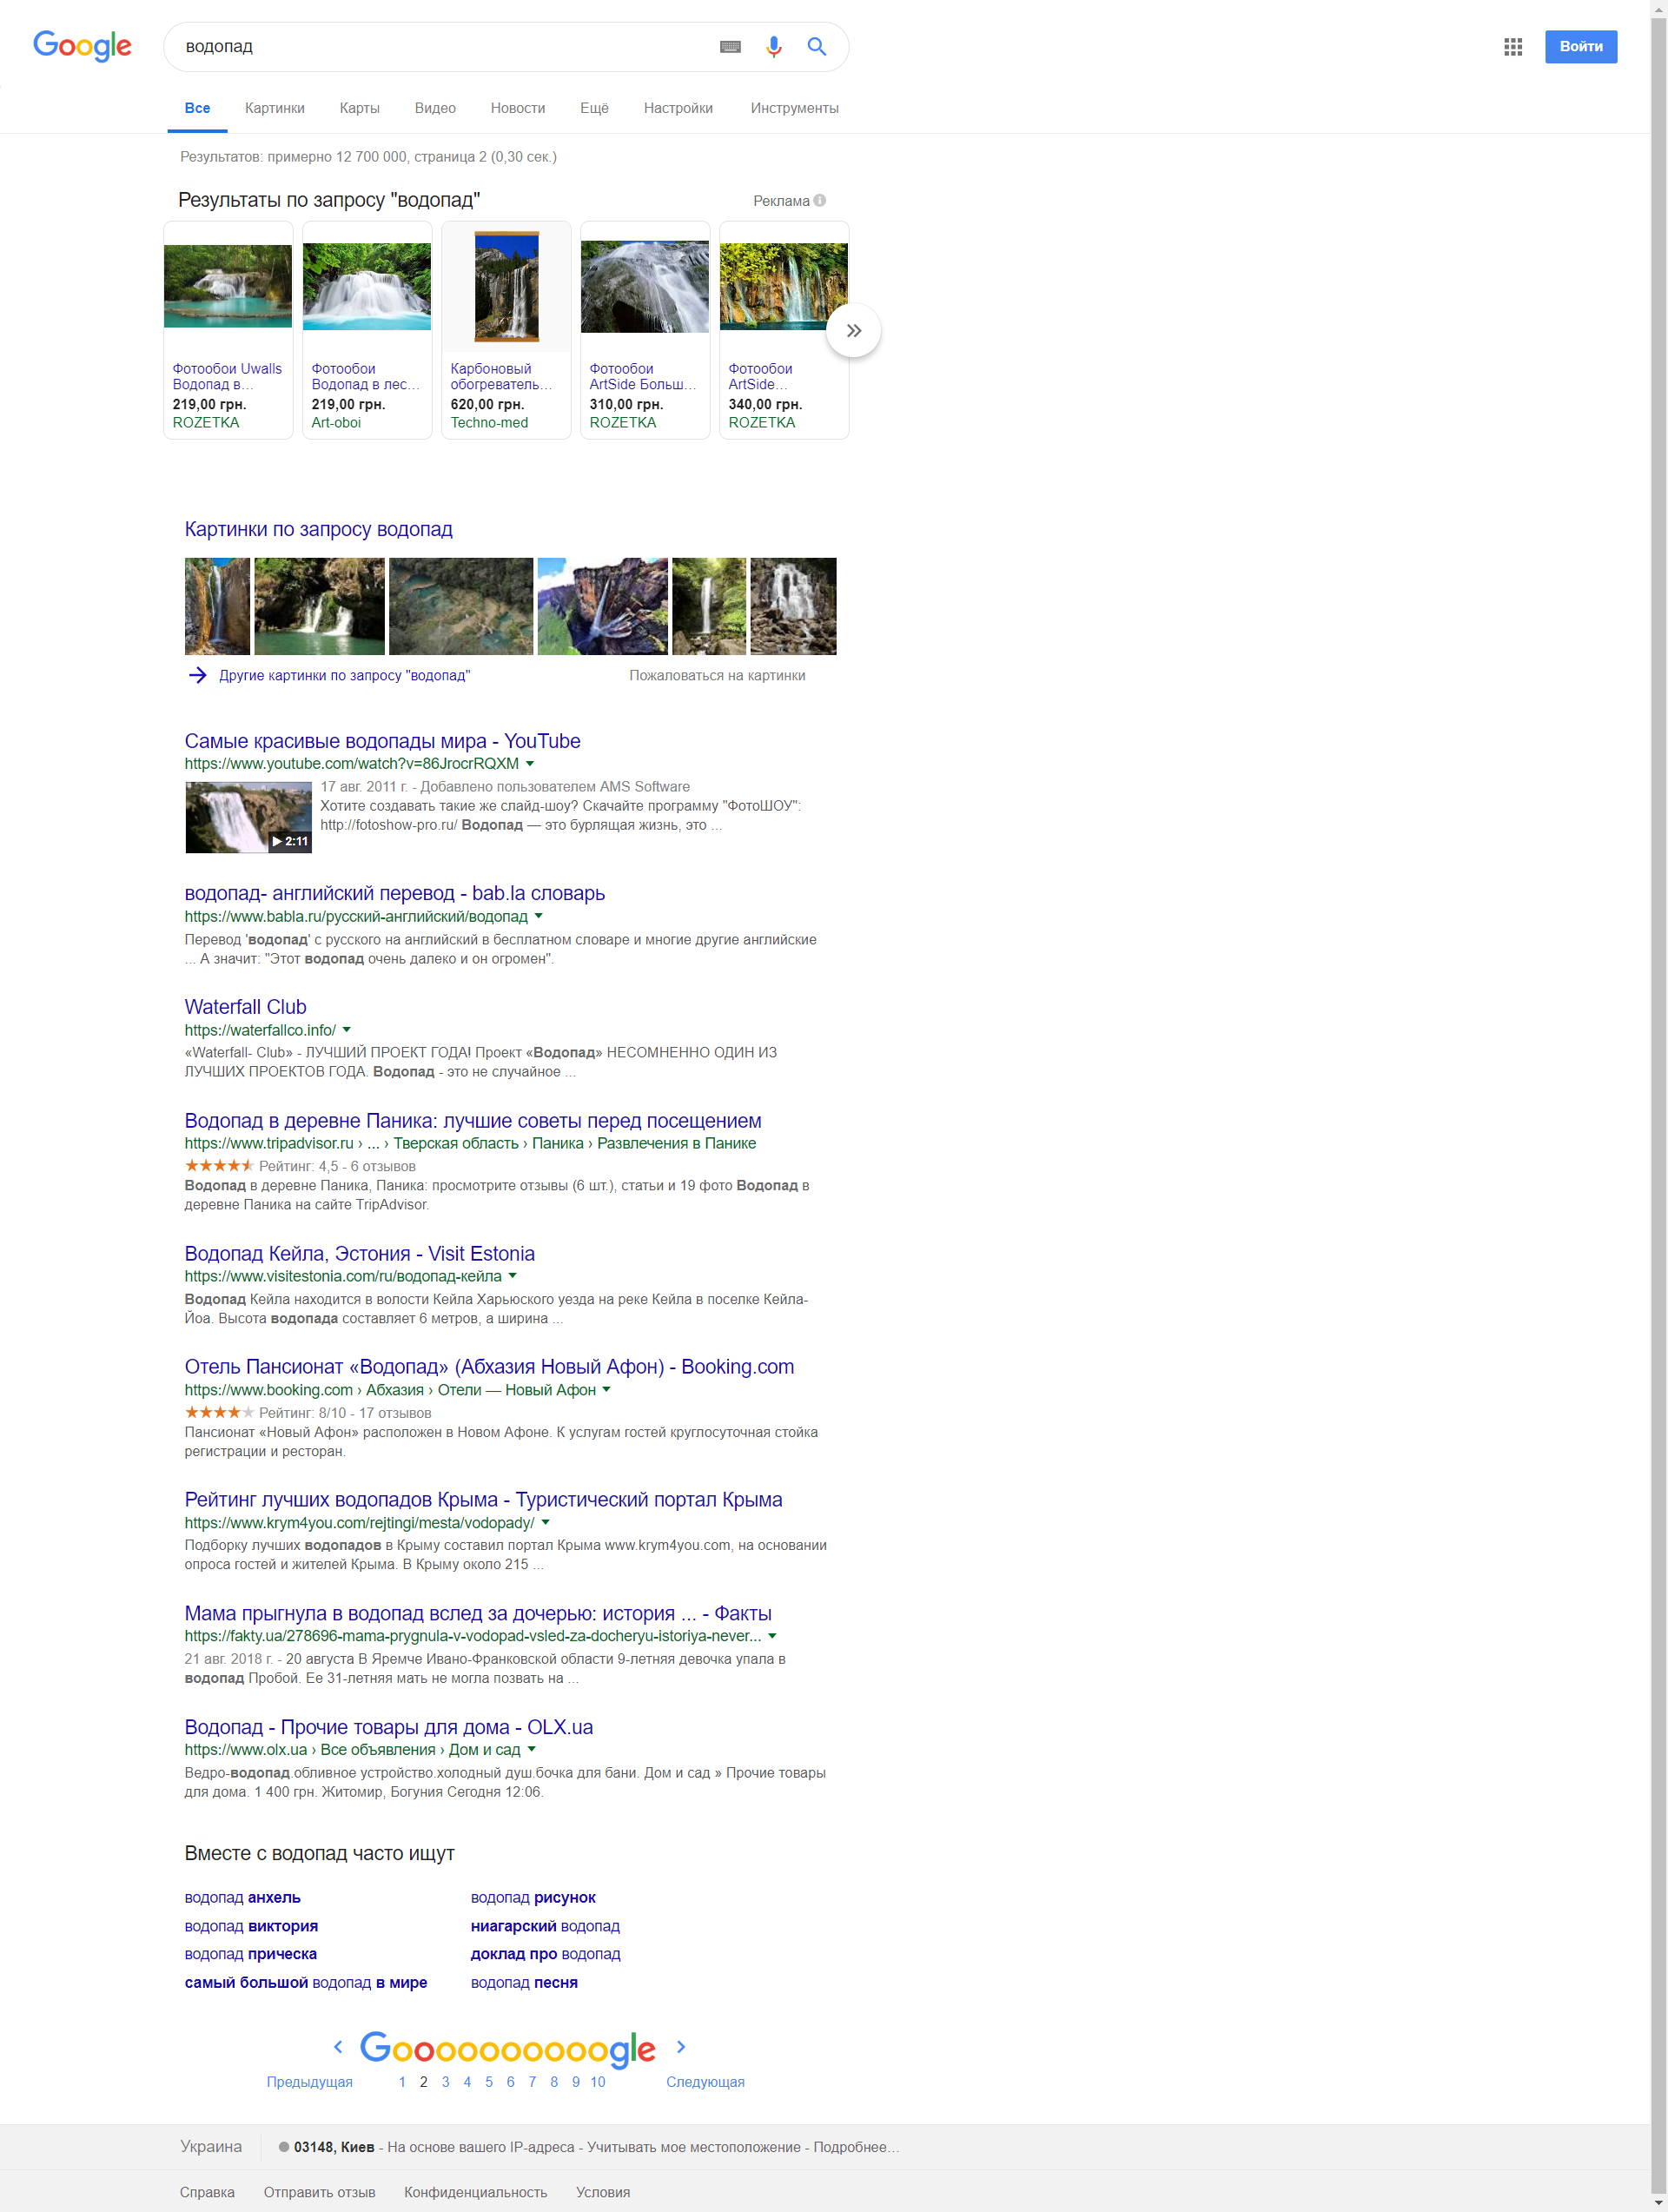 Google
водопад
Войти
Все Картинки Карты Видео Новости Ещё Настройки Инструменты
Результатов: примерно 12 700 000, страница 2 (0,30 сек.)
Результаты по запросу "водопад" Реклама
Фотообои Uwalls
Водопад в…
219,00 грн.
ROZETKA
Фотообои
Водопад в лес…
219,00 грн.
Art-oboi
Карбоновый
обогреватель…
620,00 грн.
Techno-med
Фотообои
ArtSide Больш…
310,00 грн.
ROZETKA
Фотообои
ArtSide…
340,00 грн.
ROZETKA
Картинки по запросу водопад
Другие картинки по запросу "водопад" Пожаловаться на картинки
Самые красивые водопады мира - YouTube
https://www.youtube.com/watch?v=86JrocrRQXM
2:11
17 авг. 2011 г. - Добавлено пользователем AMS Software
Хотите создавать такие же слайд-шоу? Скачайте программу "ФотоШОУ":
http://fotoshow-pro.ru/ Водопад — это бурлящая жизнь, это ...
водопад- английский перевод - bab.la словарь
https://www.babla.ru/русский-английский/водопад
Перевод 'водопад' с русского на английский в бесплатном словаре и многие другие английские
... А значит: "Этот водопад очень далеко и он огромен".
Waterfall Club
https://waterfallco.info/
«Waterfall- Club» - ЛУЧШИЙ ПРОЕКТ ГОДА! Проект «Водопад» НЕСОМНЕННО ОДИН ИЗ
ЛУЧШИХ ПРОЕКТОВ ГОДА. Водопад - это не случайное ...
Водопад в деревне Паника: лучшие советы перед посещением
https://www.tripadvisor.ru › ... › Тверская область › Паника › Развлечения в Панике
Рейтинг: 4,5 - 6 отзывов
Водопад в деревне Паника, Паника: просмотрите отзывы (6 шт.), статьи и 19 фото Водопад в
деревне Паника на сайте TripAdvisor.
Водопад Кейла, Эстония - Visit Estonia
https://www.visitestonia.com/ru/водопад-кейла
Водопад Кейла находится в волости Кейла Харьюского уезда на реке Кейла в поселке Кейла-
Йоа. Высота водопада составляет 6 метров, а ширина ...
Отель Пансионат «Водопад» (Абхазия Новый Афон) - Booking.com
https://www.booking.com › Абхазия › Отели — Новый Афон
Рейтинг: 8/10 - 17 отзывов
Пансионат «Новый Афон» расположен в Новом Афоне. К услугам гостей круглосуточная стойка
регистрации и ресторан.
Рейтинг лучших водопадов Крыма - Туристический портал Крыма
https://www.krym4you.com/rejtingi/mesta/vodopady/
Подборку лучших водопадов в Крыму составил портал Крыма www.krym4you.com, на основании
опроса гостей и жителей Крыма. В Крыму около 215 ...
Мама прыгнула в водопад вслед за дочерью: история ... - Факты
https://fakty.ua/278696-mama-prygnula-v-vodopad-vsled-za-docheryu-istoriya-never...
21 авг. 2018 г. - 20 августа В Яремче Ивано-Франковской области 9-летняя девочка упала в
водопад Пробой. Ее 31-летняя мать не могла позвать на ...
Водопад - Прочие товары для дома - OLX.ua
https://www.olx.ua › Все объявления › Дом и сад
Ведро-водопад.обливное устройство.холодный душ.бочка для бани. Дом и сад » Прочие товары
для дома. 1 400 грн. Житомир, Богуния Сегодня 12:06.
Вместе с водопад часто ищут
водопад анхель водопад рисунок
водопад виктория ниагарский водопад
водопад прическа доклад про водопад
самый большой водопад в мире водопад песня
Goooooooooogle
Предыдущая 1 2 3 4 5 6 7 8 9 10 Следующая
Украина 03148, Киев - На основе вашего IP-адреса - Учитывать мое местоположение - Подробнее…
Справка Отправить отзыв Конфиденциальность Условия